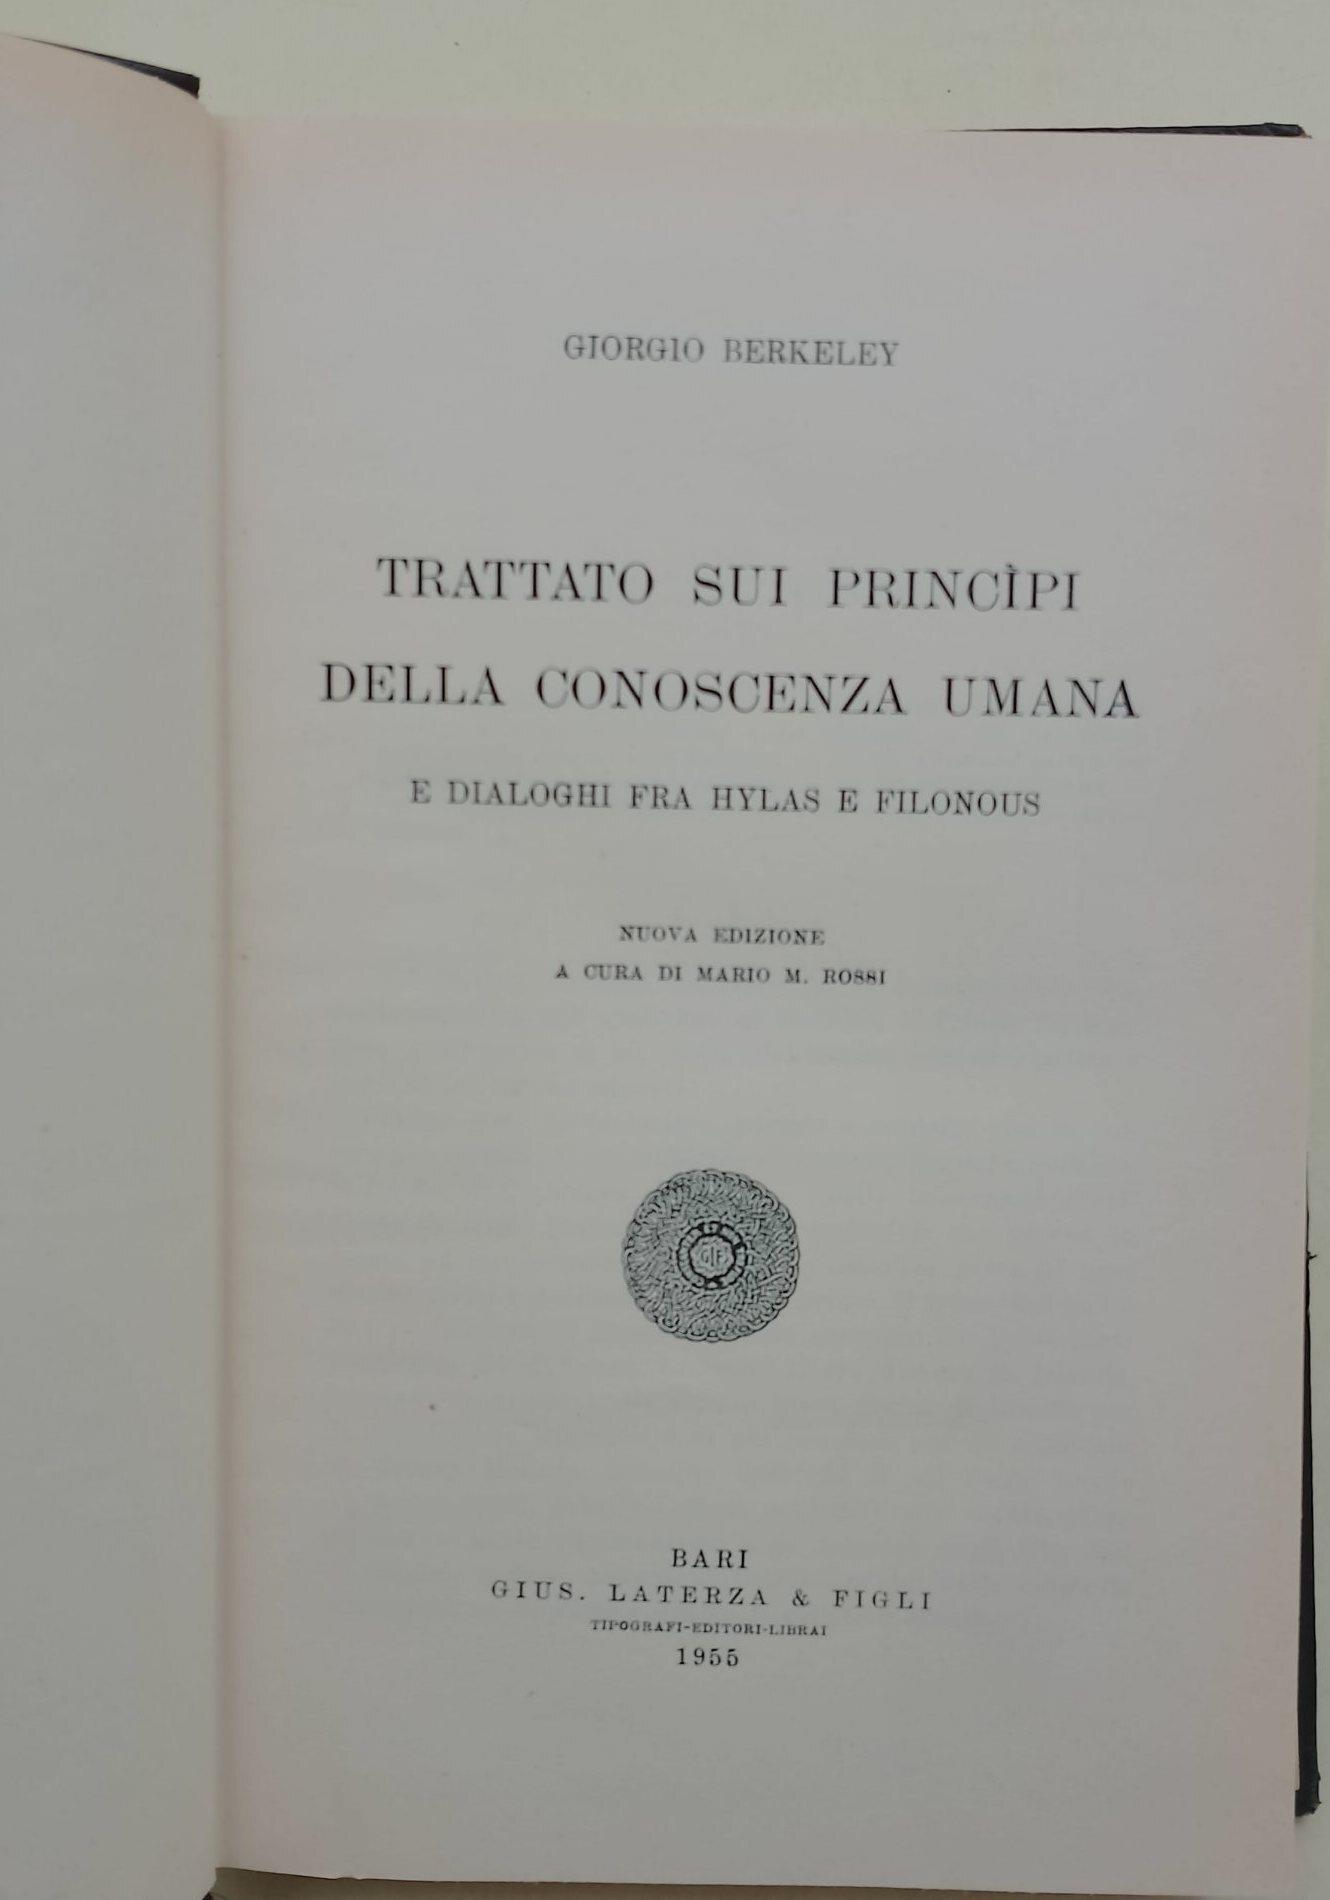 GIORGIO BERKELEY
TRATTATO SUI PRINCÌPI
DELLA CONOSCENZA UMANA
E DIALOGHI FRA HYLAS E FILONOUS
NUOVA EDIZIONE
A CURA DI MARIO M. ROSSI
BARI
GIUS. LATERZA & FIGLI
TIPOGRAFI-EDITORI-LIBRAI
1955